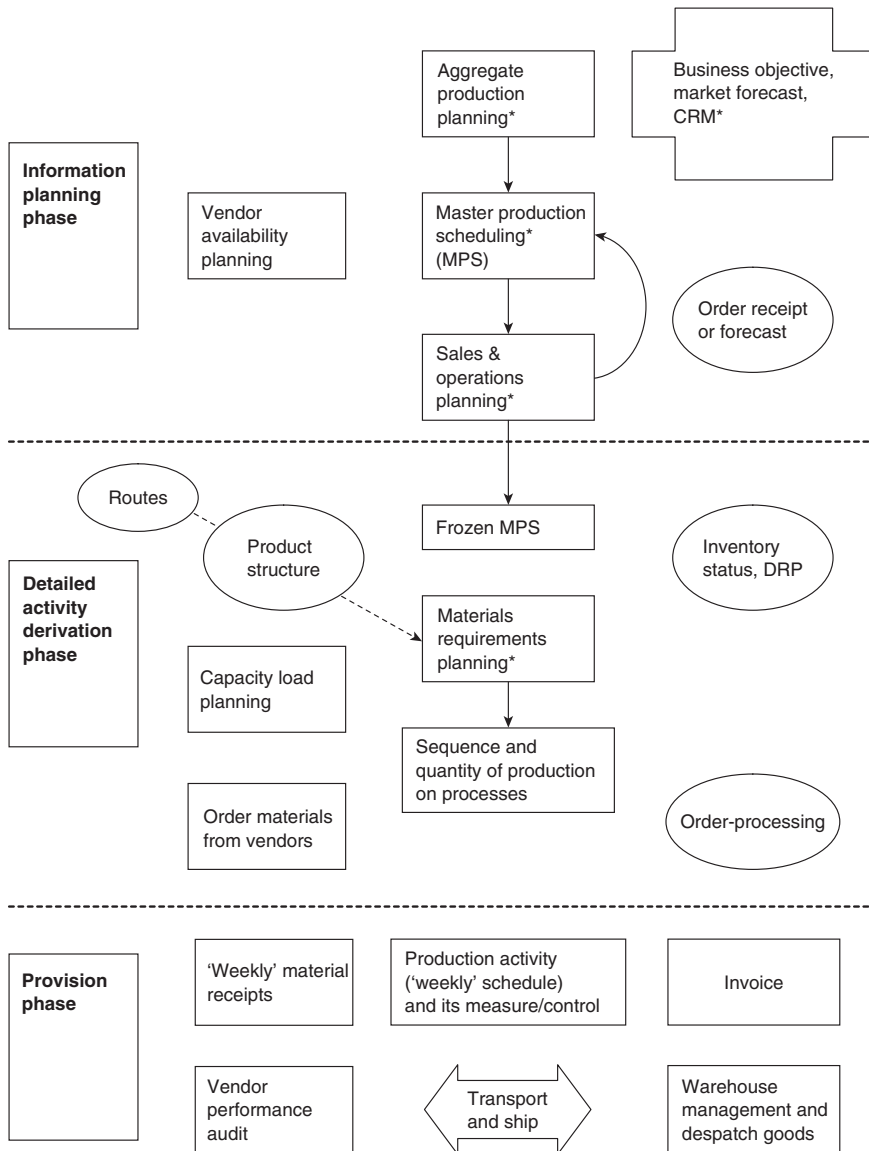 Aggregate
production
planning*
Business objective,
market forecast,
CRM*
Information
planning
phase
Vendor
availability
planning
Master production
scheduling*
(MPS)
Order receipt
or forecast
Sales &
operations
planning*
Routes
Product
structure
Frozen MPS
Inventory
status, DRP
Detailed
activity
derivation
phase
Materials
requirements
planning*
Capacity load
planning
Sequence and
quantity of production
on processes
Order materials
from vendors
Order-processing
Provision
phase
‘Weekly’ material
receipts
Production activity
(‘weekly’ schedule)
and its measure/control
Invoice
Vendor
performance
audit
Transport
and ship
Warehouse
management and
despatch goods